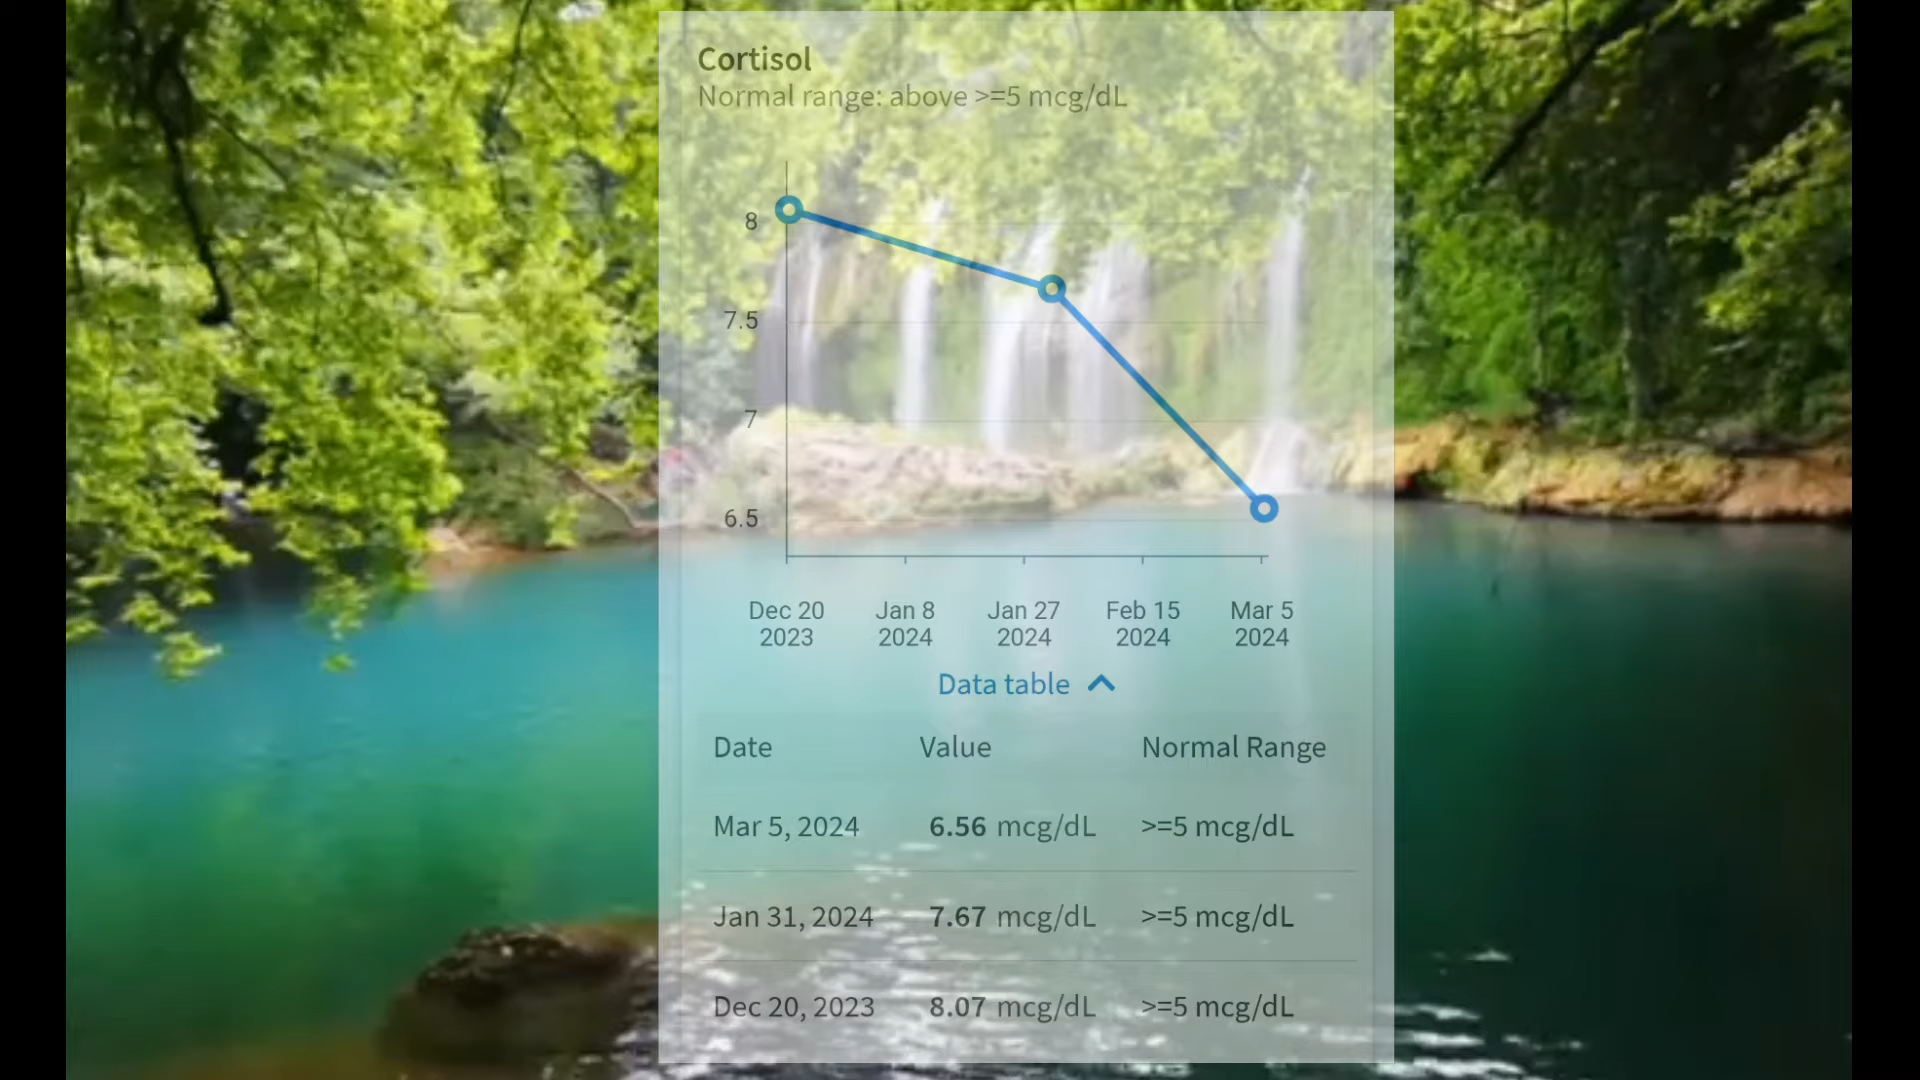 Cortisol
Normal range: above >=5 mcg/dL
8
7.5
7
6.5
Dec 20 Jan 8 Jan 27 Feb 15 Mar 5
2023 2024 2024 2024 2024
Data table
Date Value Normal Range
Mar 5, 2024 6.56 mcg/dL >=5 mcg/dL
Jan 31, 2024 7.67 mcg/dL >=5 mcg/dL
Dec 20, 2023 8.07 mcg/dL >=5 mcg/dL